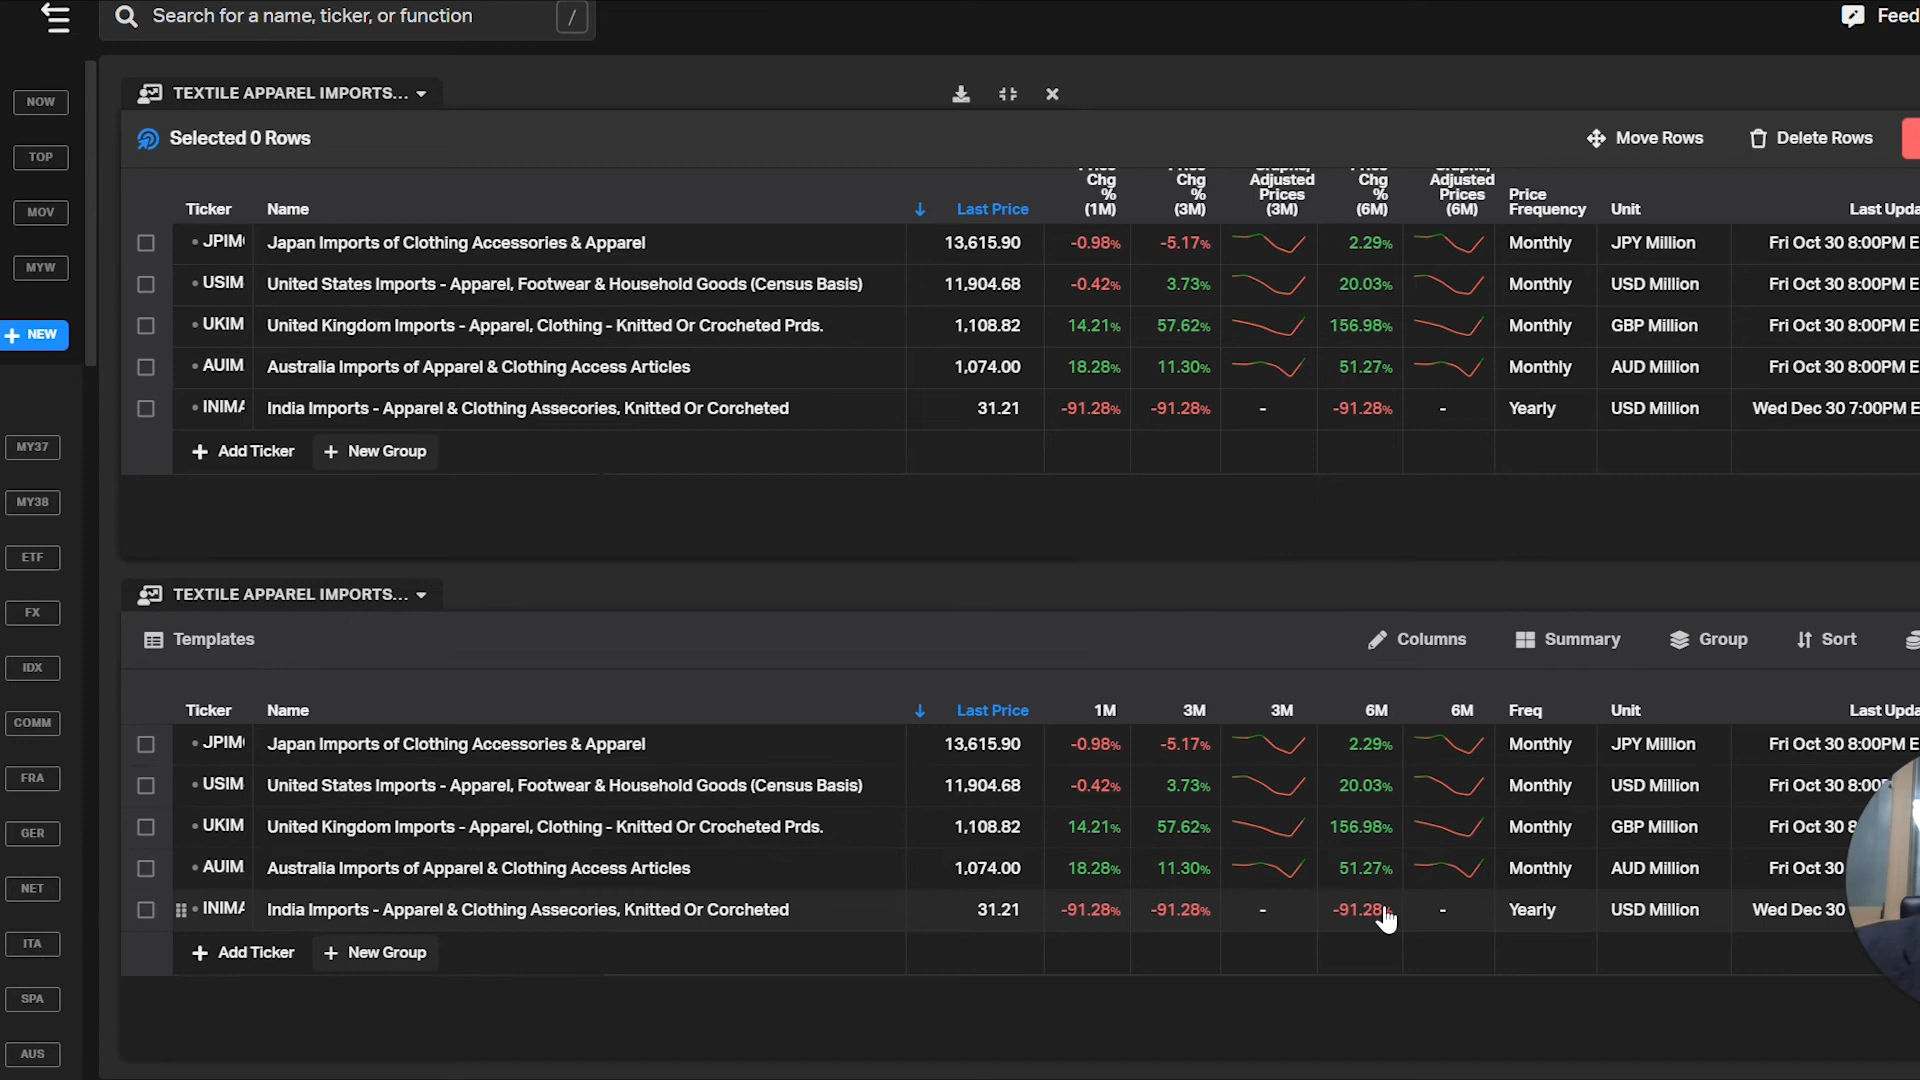 Search for a name, ticker, or function
/
Feed
NOW
TOP
MOV
MYW
NEW
MY37
MY38
ETF
FX
IDX
COMM
FRA
GER
NET
ITA
SPA
AUS
TEXTILE APPAREL IMPORTS...
Selected 0 Rows
Move Rows Delete Rows
Ticker Name Last Price Chg % (1M) Chg % (3M) Adjusted Prices (3M) Chg % (6M) Adjusted Prices (6M) Price Frequency Unit Last Upda
JPIM Japan Imports of Clothing Accessories & Apparel 13,615.90 -0.98% -5.17% 2.29% Monthly JPY Million Fri Oct 30 8:00PM E
USIM United States Imports - Apparel, Footwear & Household Goods (Census Basis) 11,904.68 -0.42% 3.73% 20.03% Monthly USD Million Fri Oct 30 8:00PM E
UKIM United Kingdom Imports - Apparel, Clothing - Knitted Or Crocheted Prds. 1,108.82 14.21% 57.62% 156.98% Monthly GBP Million Fri Oct 30 8:00PM E
AUIM Australia Imports of Apparel & Clothing Access Articles 1,074.00 18.28% 11.30% 51.27% Monthly AUD Million Fri Oct 30 8:00PM E
INIMA India Imports - Apparel & Clothing Assecories, Knitted Or Corcheted 31.21 -91.28% -91.28% - -91.28% - Yearly USD Million Wed Dec 30 7:00PM E
Add Ticker New Group
TEXTILE APPAREL IMPORTS...
Templates
Columns Summary Group Sort
Ticker Name Last Price 1M 3M 3M 6M 6M Freq Unit Last Upda
JPIM Japan Imports of Clothing Accessories & Apparel 13,615.90 -0.98% -5.17% 2.29% Monthly JPY Million Fri Oct 30 8:00PM E
USIM United States Imports - Apparel, Footwear & Household Goods (Census Basis) 11,904.68 -0.42% 3.73% 20.03% Monthly USD Million Fri Oct 30 8:00P
UKIM United Kingdom Imports - Apparel, Clothing - Knitted Or Crocheted Prds. 1,108.82 14.21% 57.62% 156.98% Monthly GBP Million Fri Oct 30 8
AUIM Australia Imports of Apparel & Clothing Access Articles 1,074.00 18.28% 11.30% 51.27% Monthly AUD Million Fri Oct 30
INIMA India Imports - Apparel & Clothing Assecories, Knitted Or Corcheted 31.21 -91.28% -91.28% - -91.28 - Yearly USD Million Wed Dec 30
Add Ticker New Group